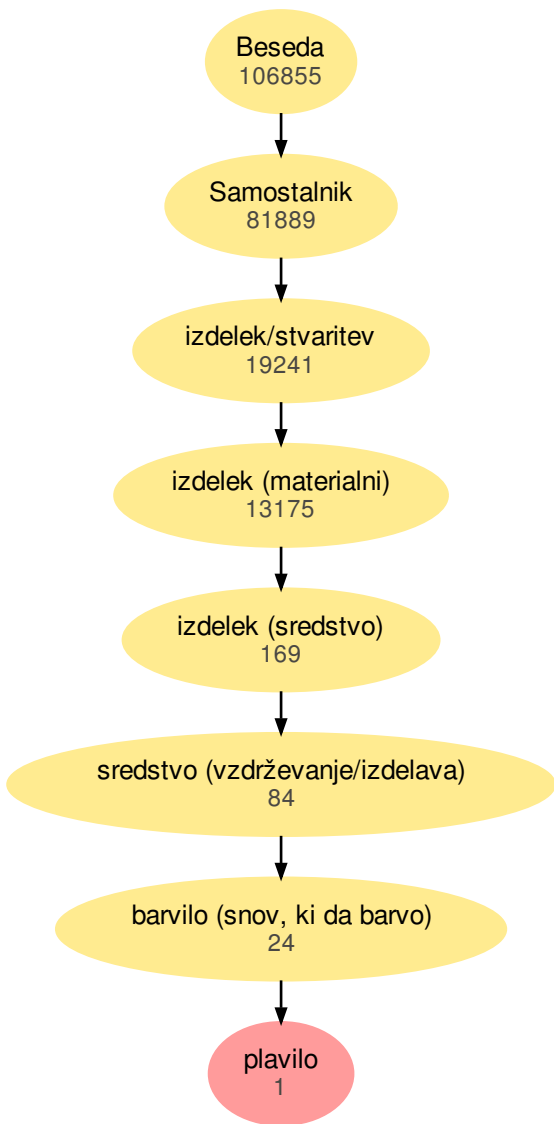 Beseda
106855
Samostalnik
81889
izdelek/stvaritev
19241
izdelek (materialni)
13175
izdelek (sredstvo)
169
sredstvo (vzdrževanje/izdelava)
84
barvilo (snov, ki da barvo)
24
plavilo
1